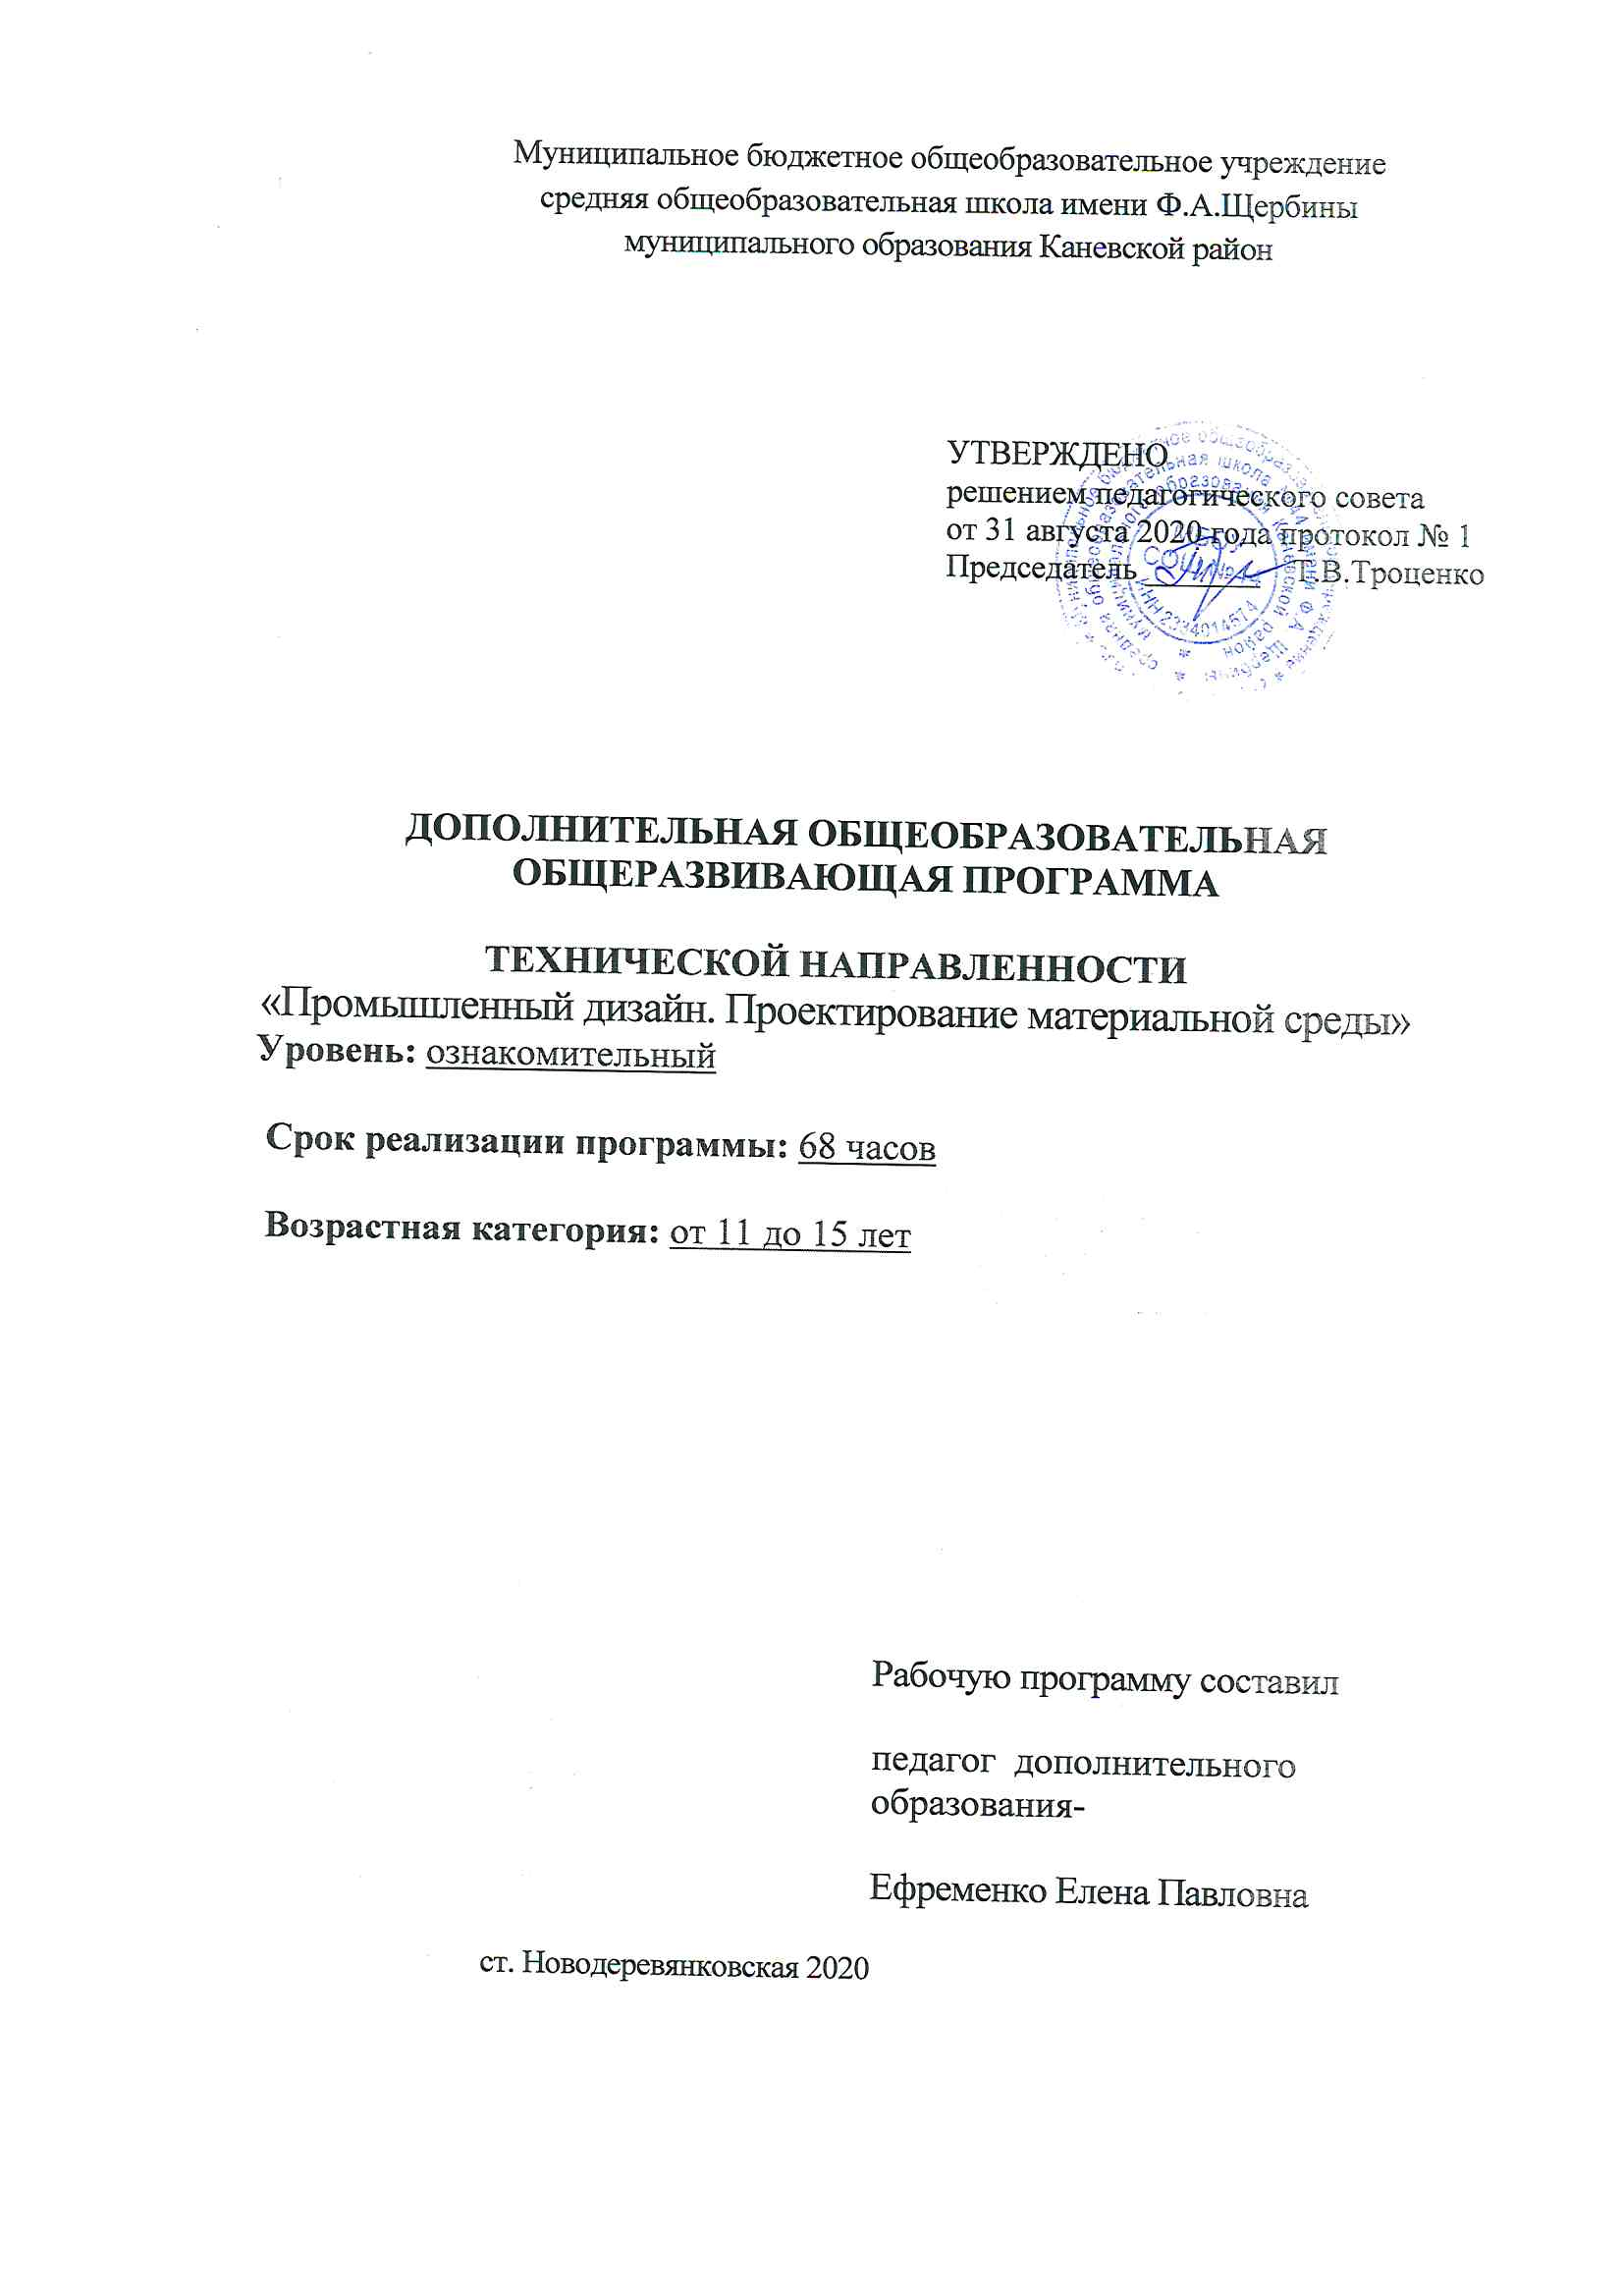 Муниципальное бюджетное общеобразовательное учреждение
средняя общеобразовательная школа имени Ф.А.Щербины
муниципального образования Каневской район
УТВЕРЖДЕНО
решением педагогического совета
от 31 августа 2020 года протокол № 1
Председатель ________ Т.В.Троценко
ИНН 2334014574
ДОПОЛНИТЕЛЬНАЯ ОБЩЕОБРАЗОВАТЕЛЬНАЯ
ОБЩЕРАЗВИВАЮЩАЯ ПРОГРАММА
ТЕХНИЧЕСКОЙ НАПРАВЛЕННОСТИ
«Промышленный дизайн. Проектирование материальной среды»
Уровень: ознакомительный
Срок реализации программы: 68 часов
Возрастная категория: от 11 до 15 лет
Рабочую программу составил
педагог дополнительного
образования-
Ефременко Елена Павловна
ст. Новодеревянковская 2020